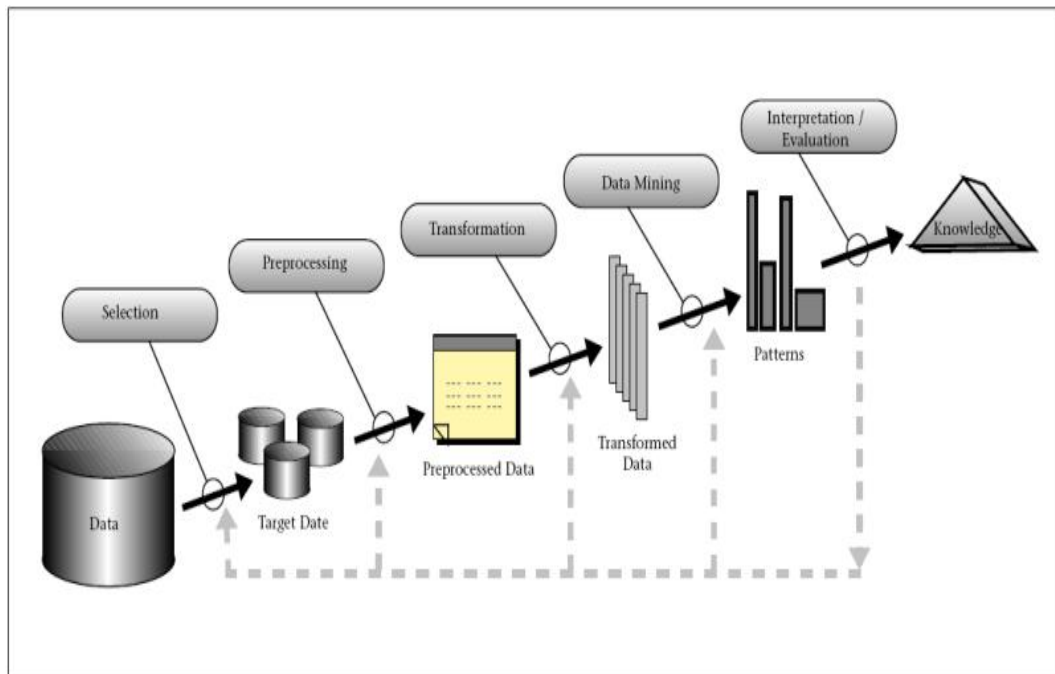 Interpretation /
Evaluation
Data Mining
Knowledge
Transformation
Preprocessing
Selection
Patterns
Transformed
Data
Preprocessed Data
--- --- ---
--- --- ---
--- --- ---
Data
Target Date